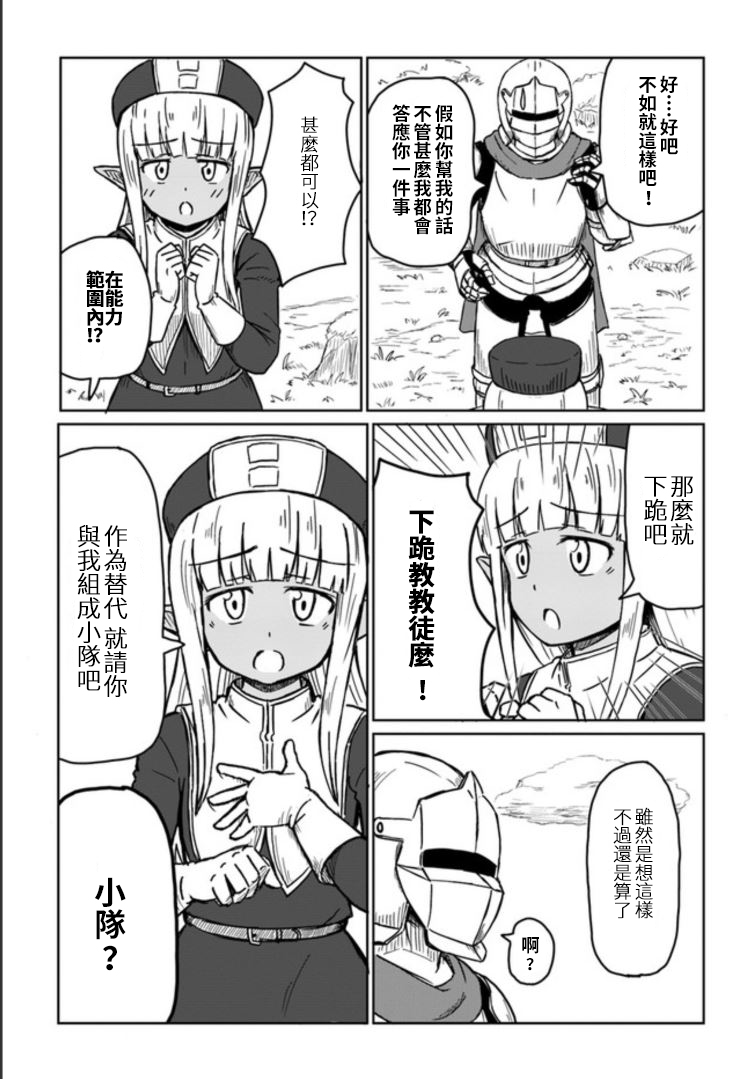 好⋯⋯好吧
不如就這樣吧！
假如你幫我的話
不管甚麼我都會
答應你一件事
甚麼都可以!?
在能力
範圍內!?
那麼就
下跪吧
下跪教教徒麼！
雖然是想這樣
不過還是算了
啊？
作為替代 就請你
與我組成小隊吧
小隊？